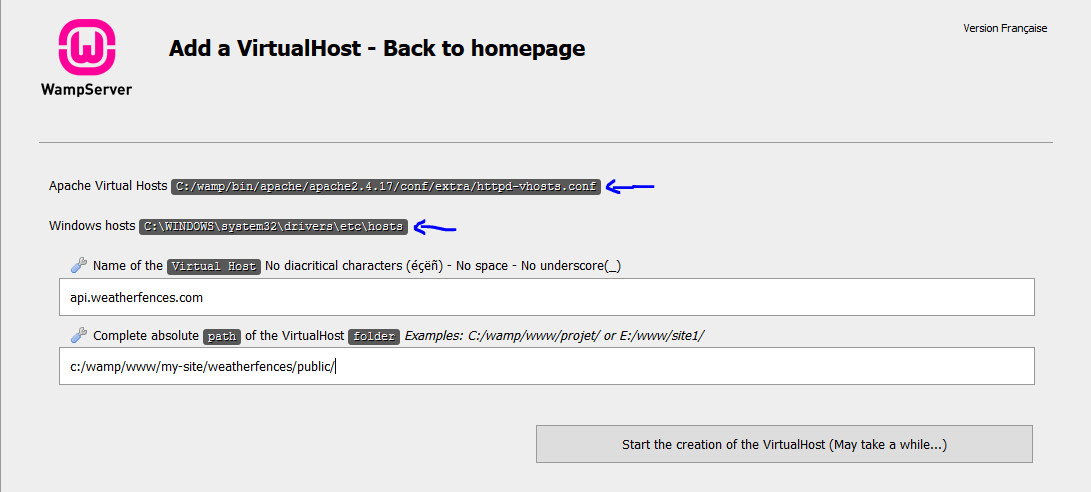 Add a VirtualHost - Back to homepage
Version Française
WampServer
Apache Virtual Hosts C:/wamp/bin/apache/apache2.4.17/conf/extra/httpd-vhosts.conf
Windows hosts C:\WINDOWS\system32\drivers\etc\hosts
Name of the Virtual Host No diacritical characters (éçëñ) - No space - No underscore(_)
api.weatherfences.com
Complete absolute path of the VirtualHost folder Examples: C:/wamp/www/projet/ or E:/www/site1/
c:/wamp/www/my-site/weatherfences/public/
Start the creation of the VirtualHost (May take a while...)